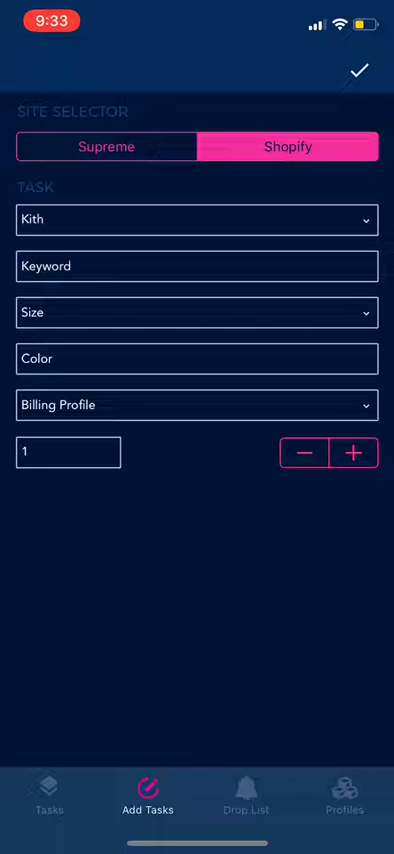 9:33
SITE SELECTOR
Supreme Shopify
TASK
Kith
Keyword
Size
Color
Billing Profile
1
Tasks Add Tasks Drop List Profiles